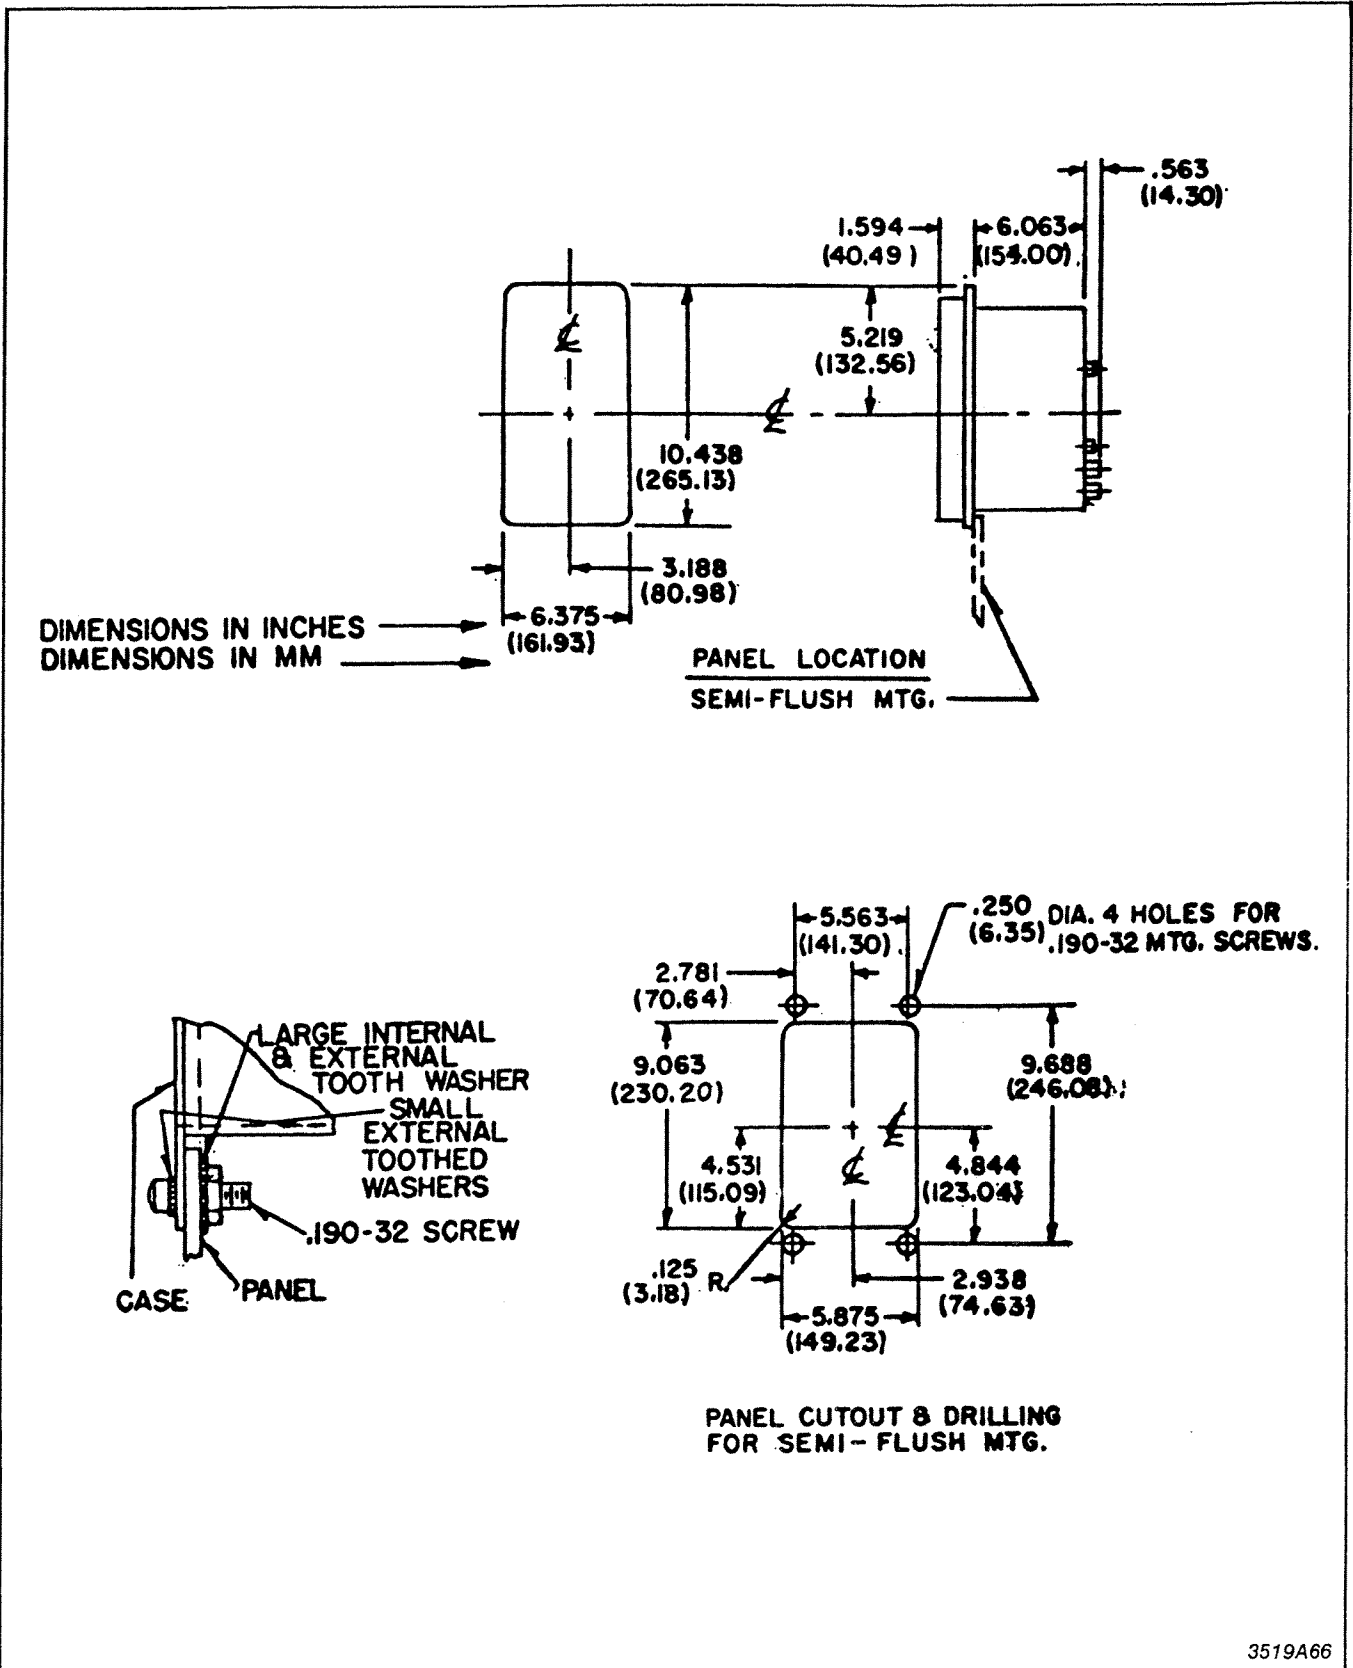 .563
(14.30)
1.594
(40.49)
6.063
(154.00)
℄
5.219
(132.56)
℄
10.438
(265.13)
3.188
(80.98)
6.375
(161.93)
DIMENSIONS IN INCHES
DIMENSIONS IN MM
PANEL LOCATION
SEMI-FLUSH MTG.
5.563
(141.30)
.250
(6.35)
DIA. 4 HOLES FOR
.190-32 MTG. SCREWS.
2.781
(70.64)
9.063
(230.20)
9.688
(246.08)
℄
℄
4.531
(115.09)
4.844
(123.04)
.125
(3.18) R.
2.938
(74.63)
5.875
(149.23)
LARGE INTERNAL
& EXTERNAL
TOOTH WASHER
SMALL
EXTERNAL
TOOTHED
WASHERS
.190-32 SCREW
CASE
PANEL
PANEL CUTOUT & DRILLING
FOR SEMI-FLUSH MTG.
3519A66